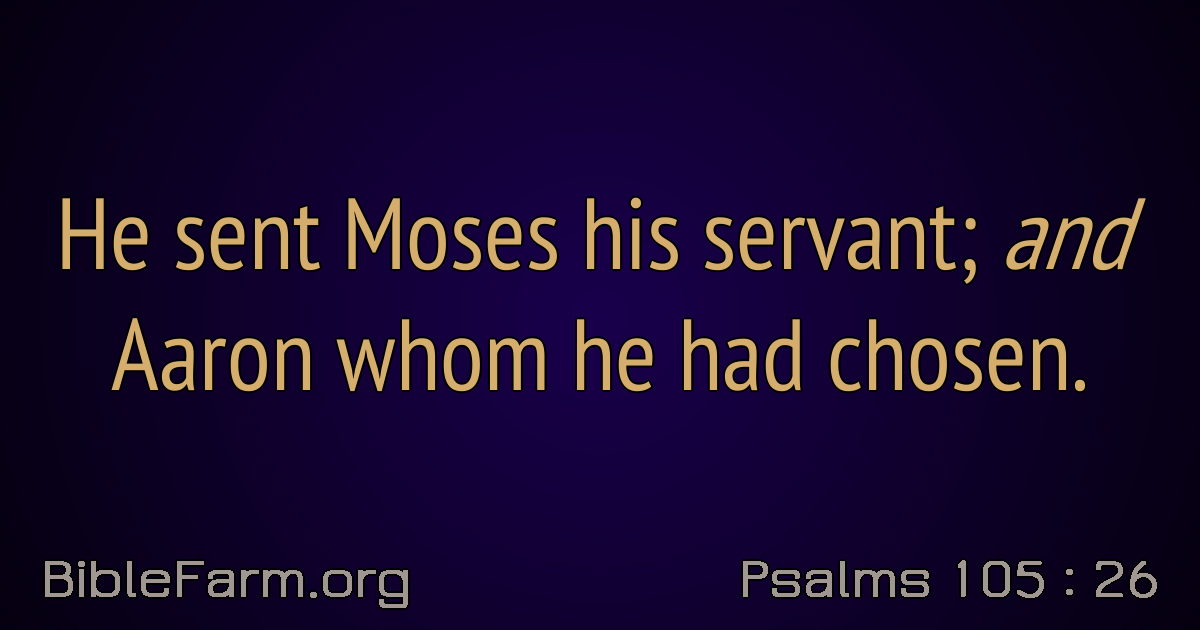 He sent Moses his servant; and
Aaron whom he had chosen.
BibleFarm.org
Psalms 105 : 26